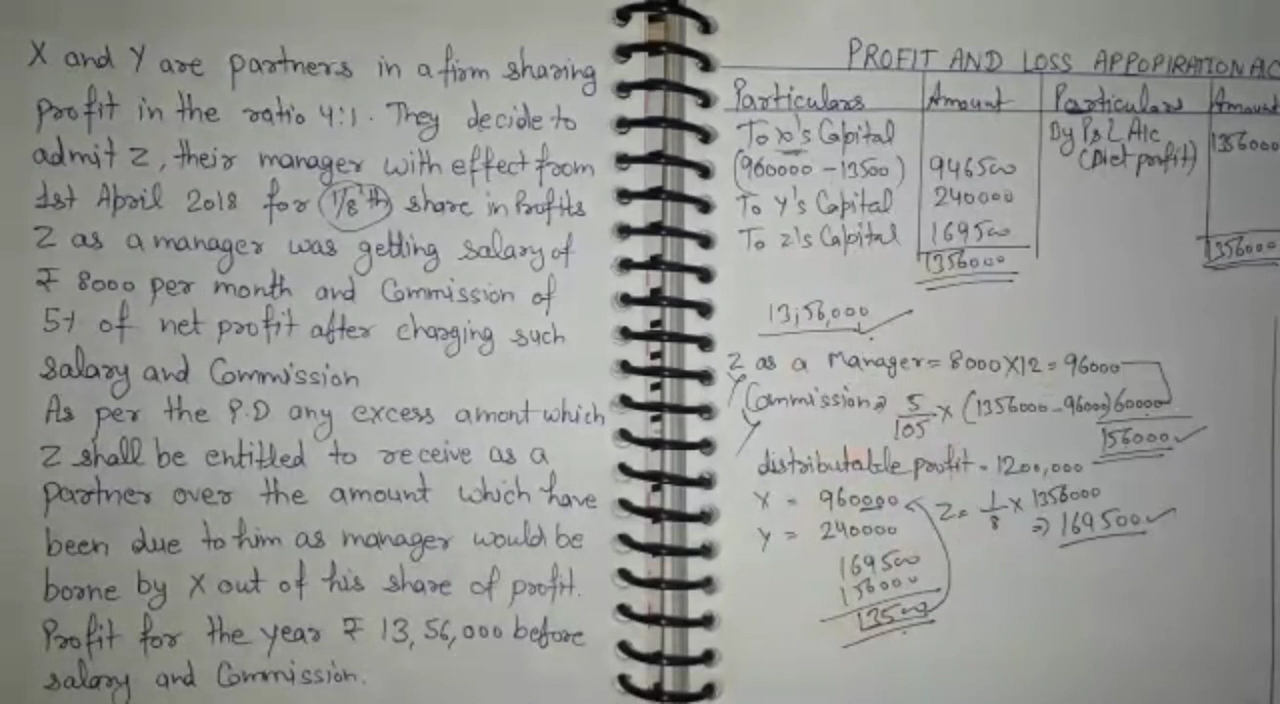 X and Y are partners in a firm sharing
profit in the ratio 4:1. They decide to
admit Z, their manager with effect from
1st April 2018 for 1/8th share in Profits
Z as a manager was getting salary of
₹ 8000 per month and Commission of
5% of net profit after charging such
salary and Commission
As per the P.D any excess amont which
Z shall be entitled to receive as a
partner over the amount which have
been due to him as manager would be
borne by X out of his share of profit.
Profit for the year ₹ 13,56,000 before
salary and Commission.
PROFIT AND LOSS APPOPIRATION A/C
Particulars Amount Particulars Amount
To X's Capital By P&L A/c 1356000
(960000 - 13500) 946500 (Net profit)
To Y's Capital 240000
To Z's Capital 169500
1356000 1356000
13,56,000
Z as a Manager = 8000 X 12 = 96000
Commission ⇒ 5/105 × (1356000 - 96000) 60000
156000
distributable profit = 1200,000
X = 960000 Z = 1/8 × 1356000
Y = 240000 ⇒ 169500
169500
156000
13500